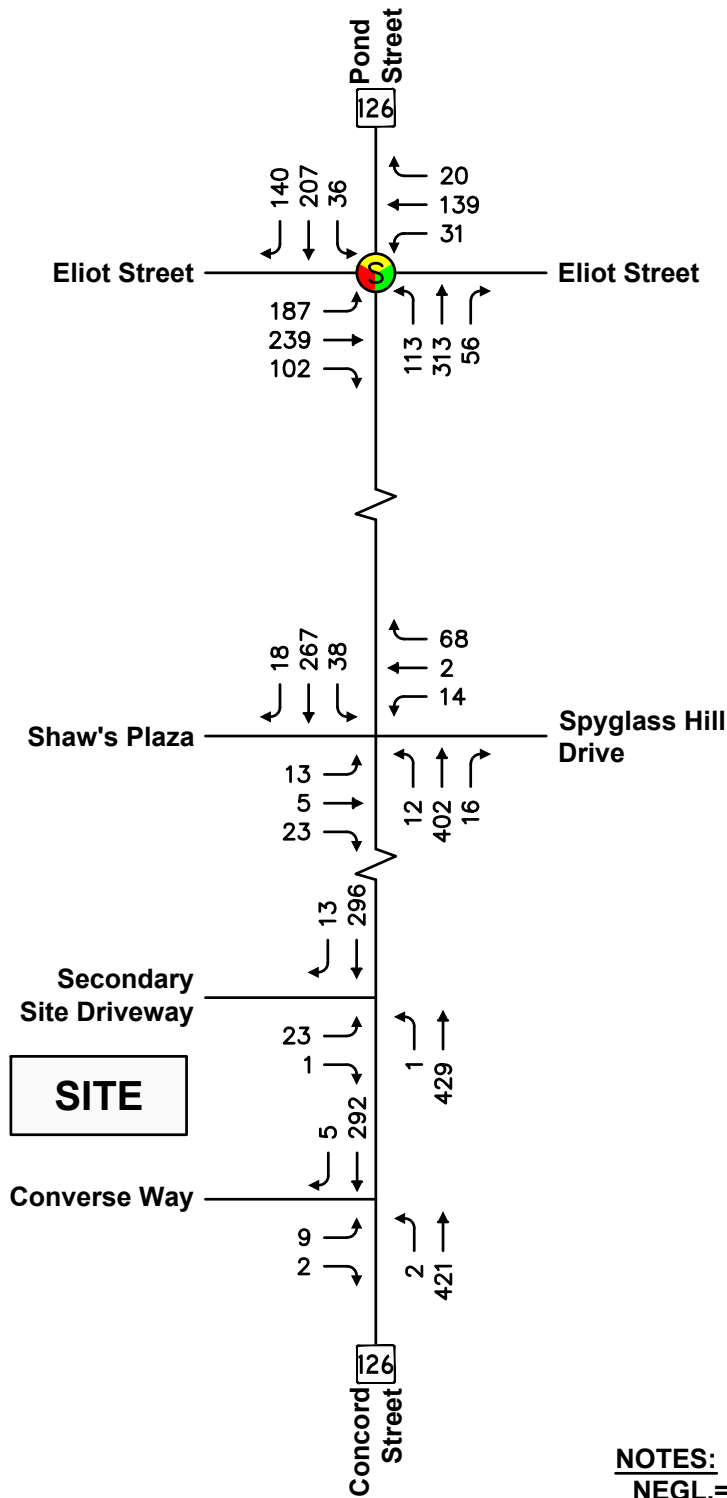 Pond
Street
126
140
207
36
20
139
31
Eliot Street
S
Eliot Street
187
239
102
113
313
56
18
267
38
68
2
14
Shaw's Plaza
Spyglass Hill
Drive
13
5
23
12
402
16
13
296
Secondary
Site Driveway
23
1
1
429
SITE
5
292
Converse Way
9
2
2
421
126
Concord
Street
NOTES:
NEGL.=